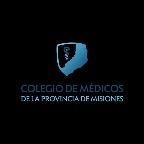 COLEGIO DE MÉDICOS
DE LA PROVINCIA DE MISIONES